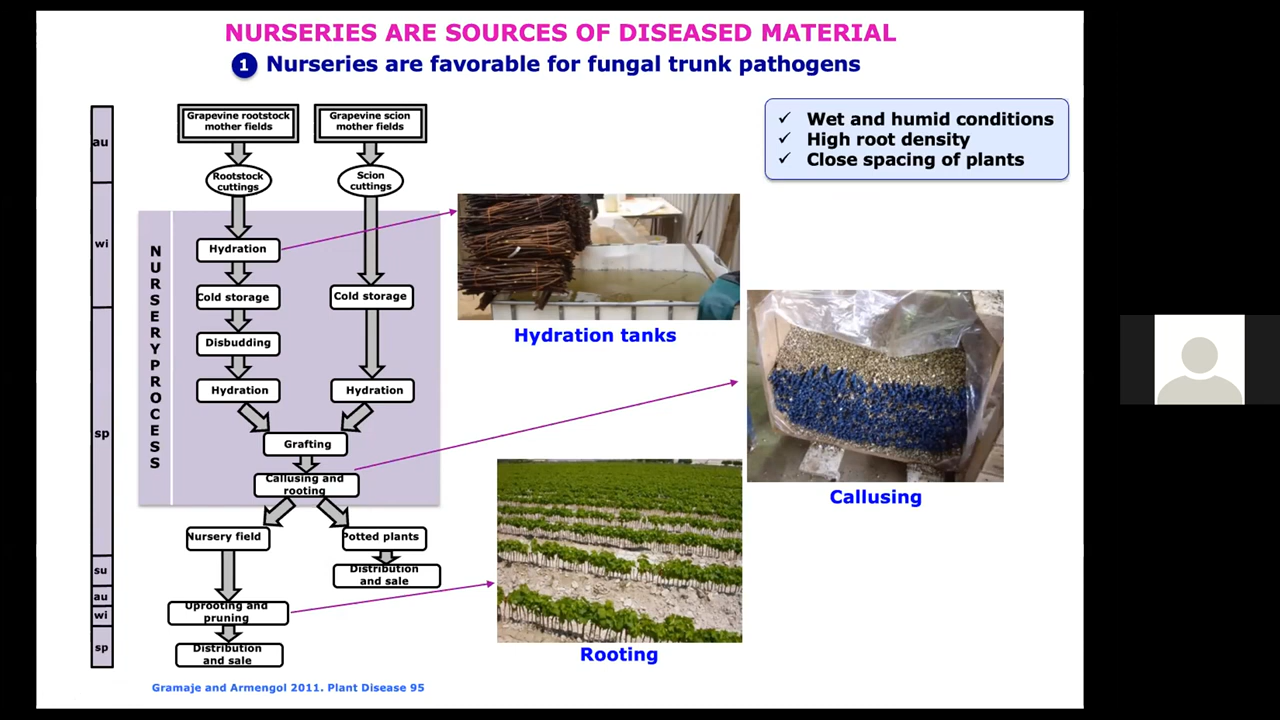 NURSERIES ARE SOURCES OF DISEASED MATERIAL
1 Nurseries are favorable for fungal trunk pathogens
✓ Wet and humid conditions
✓ High root density
✓ Close spacing of plants
au
wi
sp
su
au
wi
sp
Grapevine rootstock
mother fields
Grapevine scion
mother fields
Rootstock
cuttings
Scion
cuttings
NURSERY PROCESS
Hydration
Cold storage
Cold storage
Disbudding
Hydration
Hydration
Grafting
Callusing and
rooting
Nursery field
Potted plants
Distribution
and sale
Uprooting and
pruning
Distribution
and sale
Hydration tanks
Callusing
Rooting
Gramaje and Armengol 2011. Plant Disease 95